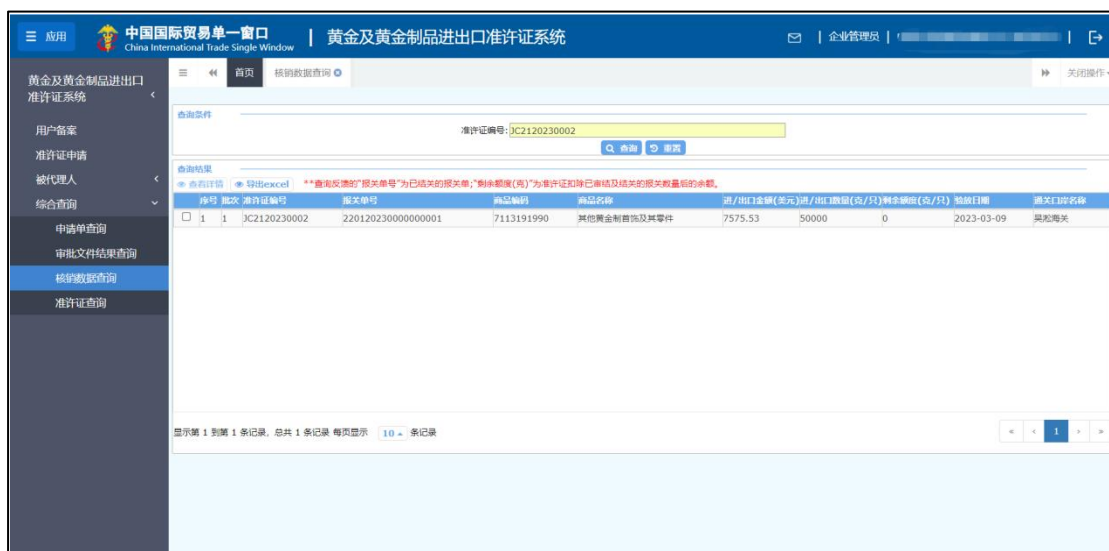 应用
中国国际贸易单一窗口
China International Trade Single Window
黄金及黄金制品进出口准许证系统
企业管理员
黄金及黄金制品进出口
准许证系统
首页
核销数据查询
关闭操作
用户备案
准许证申请
被代理人
综合查询
申请单查询
审批文件结果查询
核销数据查询
准许证查询
查询条件
准许证编号: JC2120230002
查询 重置
查询结果
查看详情 导出excel **查询反馈的"报关单号"为已结关的报关单;"剩余额度(克)"为准许证扣除已审结及结关的报关数量后的余额。
序号 批次 准许证编号 报关单号 商品编码 商品名称 进/出口金额(美元) 进/出口数量(克/只) 剩余额度(克/只) 验放日期 通关口岸名称
1 1 JC2120230002 220120230000000001 7113191990 其他黄金制首饰及其零件 7575.53 50000 0 2023-03-09 吴淞海关
显示第 1 到第 1 条记录, 总共 1 条记录 每页显示 10 条记录
« ‹ 1 › »